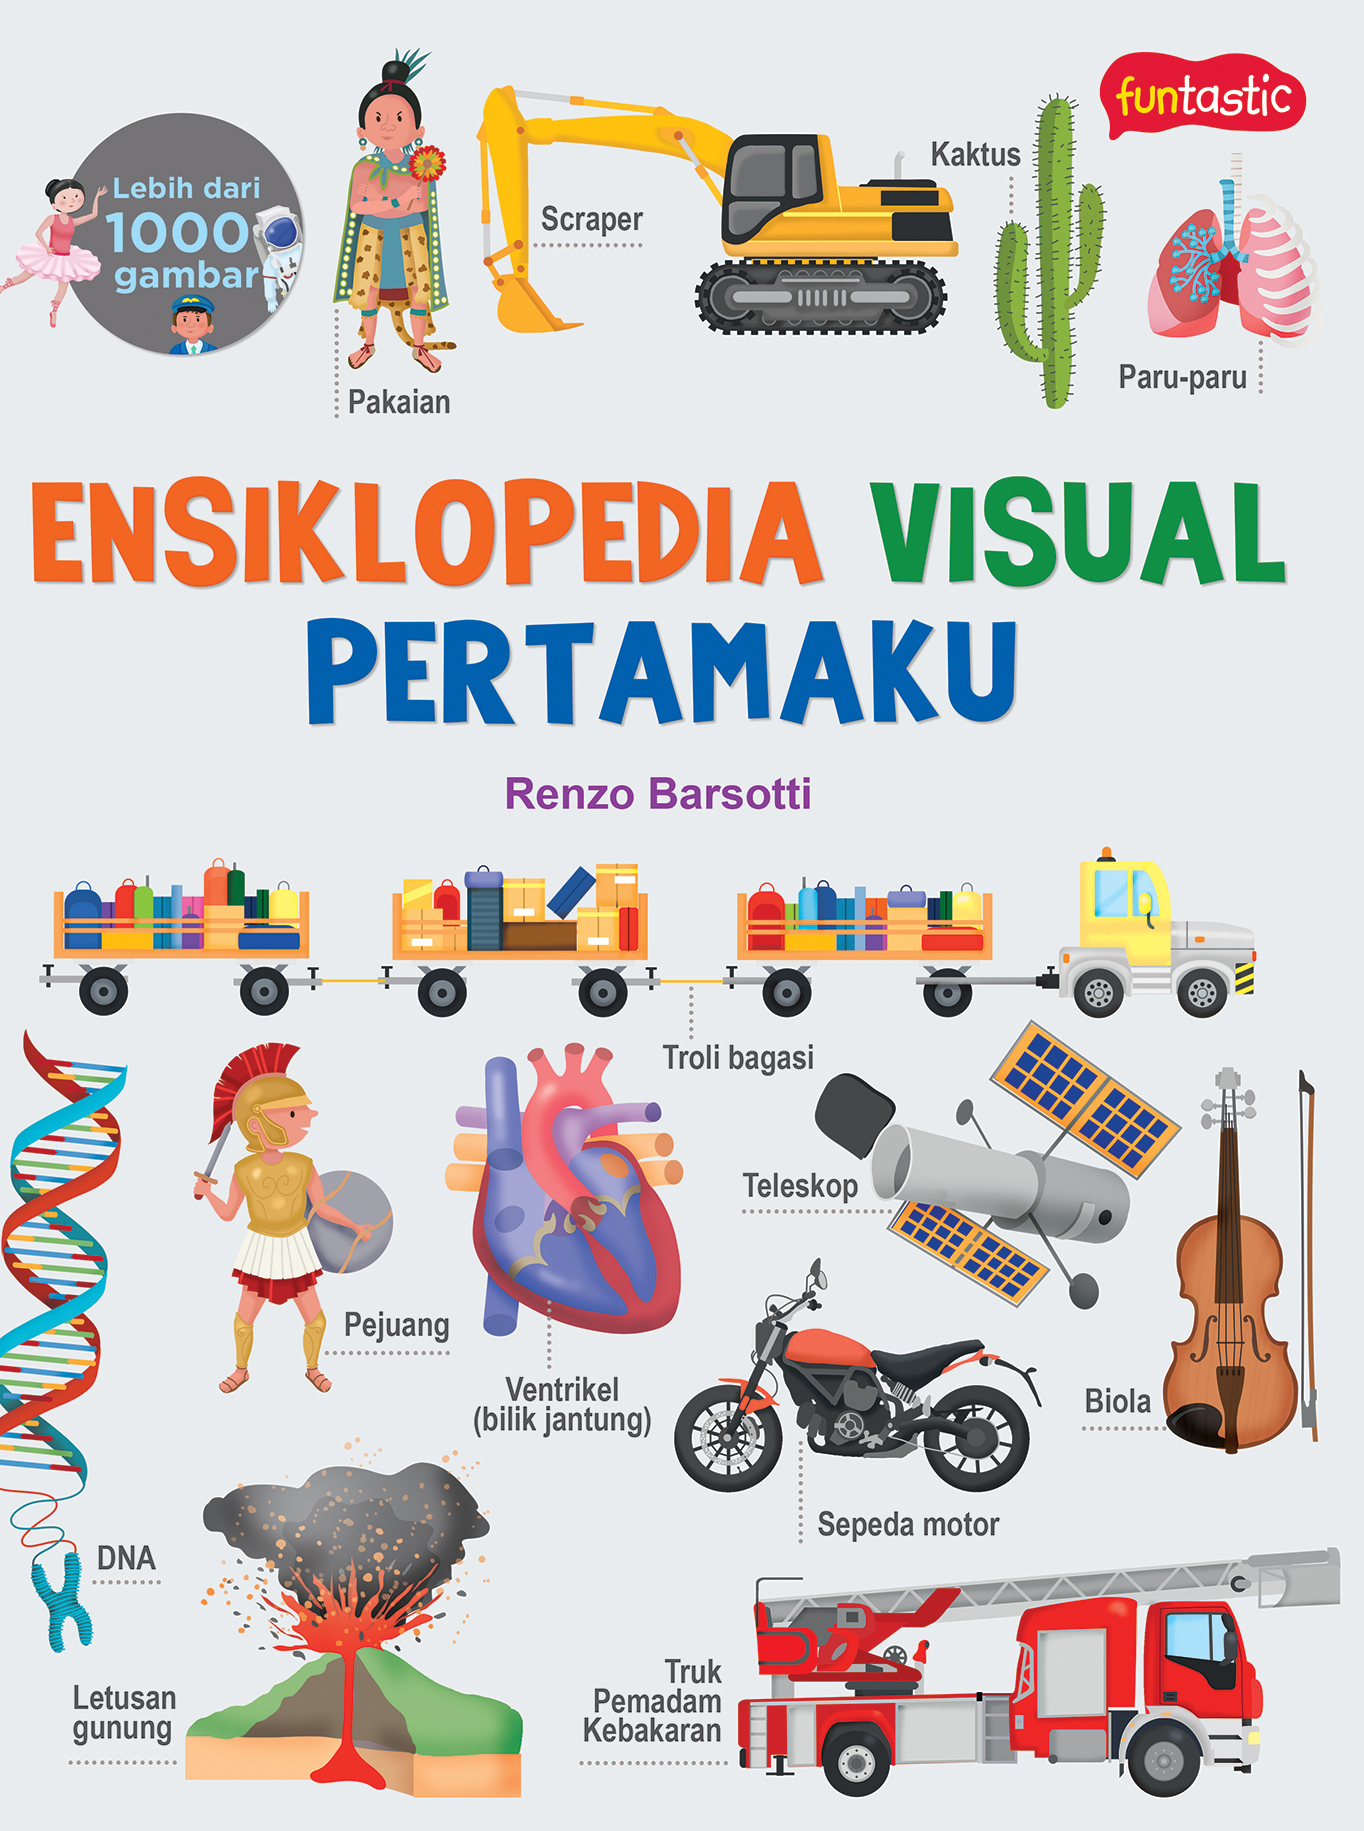 funtastic
Lebih dari
1000
gambar
Pakaian
Scraper
Kaktus
Paru-paru
ENSIKLOPEDIA VISUAL
PERTAMAKU
Renzo Barsotti
Troli bagasi
Pejuang
Ventrikel
(bilik jantung)
Teleskop
Biola
Sepeda motor
DNA
Letusan
gunung
Truk
Pemadam
Kebakaran